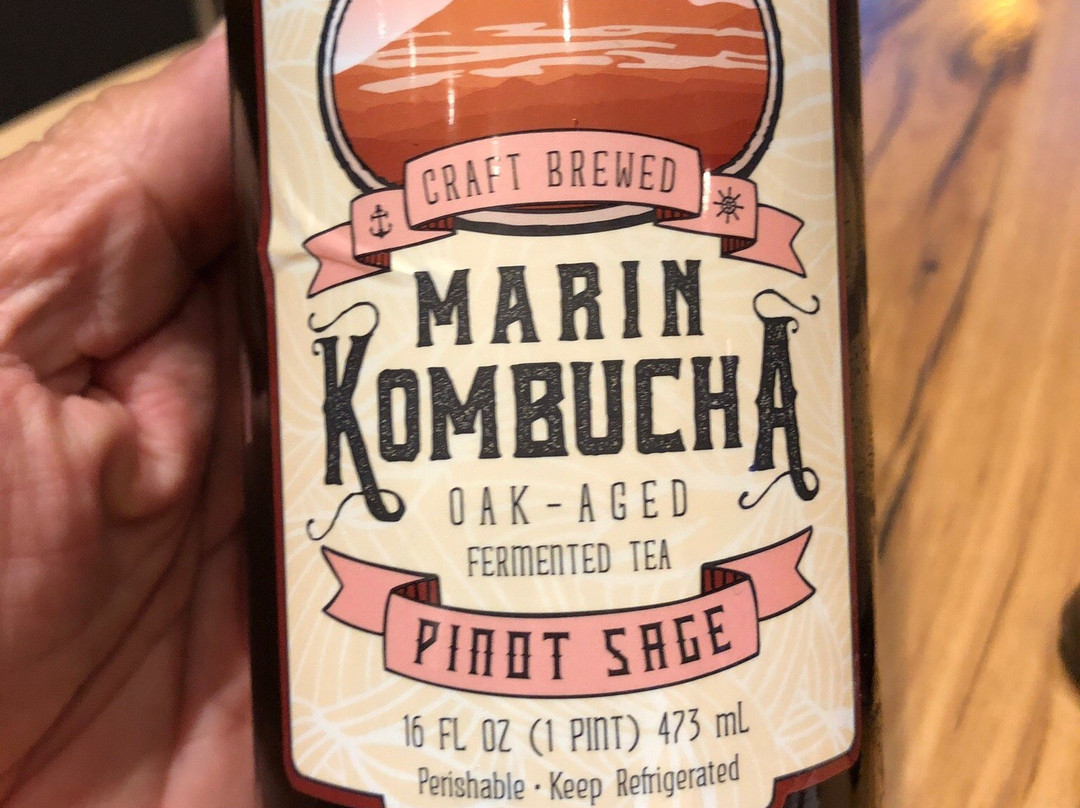 CRAFT BREWED
MARIN
KOMBUCHA
OAK-AGED
FERMENTED TEA
PINOT SAGE
16 FL OZ (1 PINT) 473 mL
Perishable · Keep Refrigerated